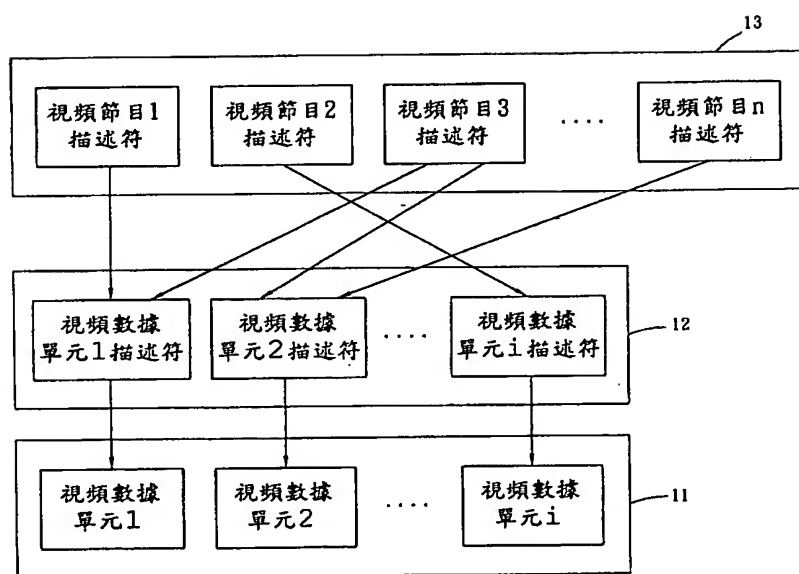 13
視頻節目1
描述符
視頻節目2
描述符
視頻節目3
描述符
....
視頻節目n
描述符
視頻數據
單元1描述符
視頻數據
單元2描述符
....
視頻數據
單元i描述符
12
視頻數據
單元1
視頻數據
單元2
....
視頻數據
單元i
11